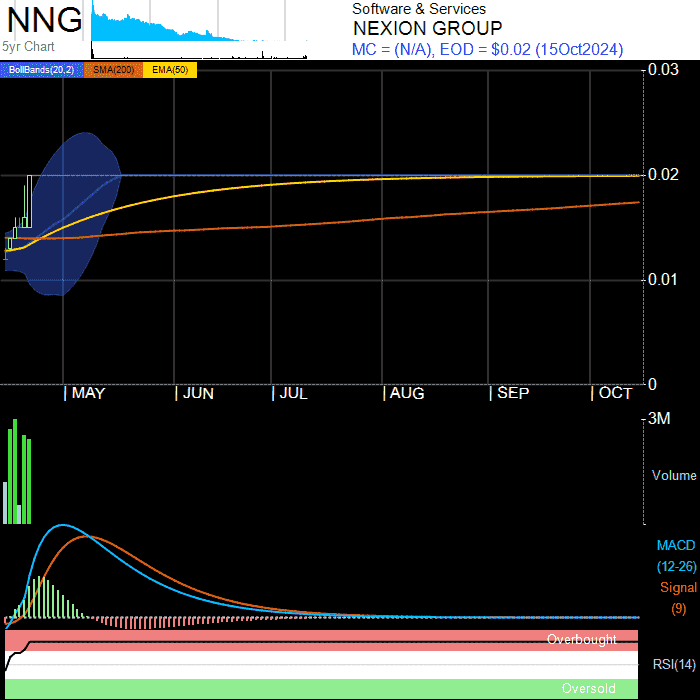 NNG
5yr Chart
Software & Services
NEXION GROUP
MC = (N/A), EOD = $0.02 (15Oct2024)
BollBands(20,2) SMA(200) EMA(50)
0.03
0.02
0.01
0
MAY JUN JUL AUG SEP OCT
3M
Volume
MACD
(12-26)
Signal
(9)
Overbought
RSI(14)
Oversold